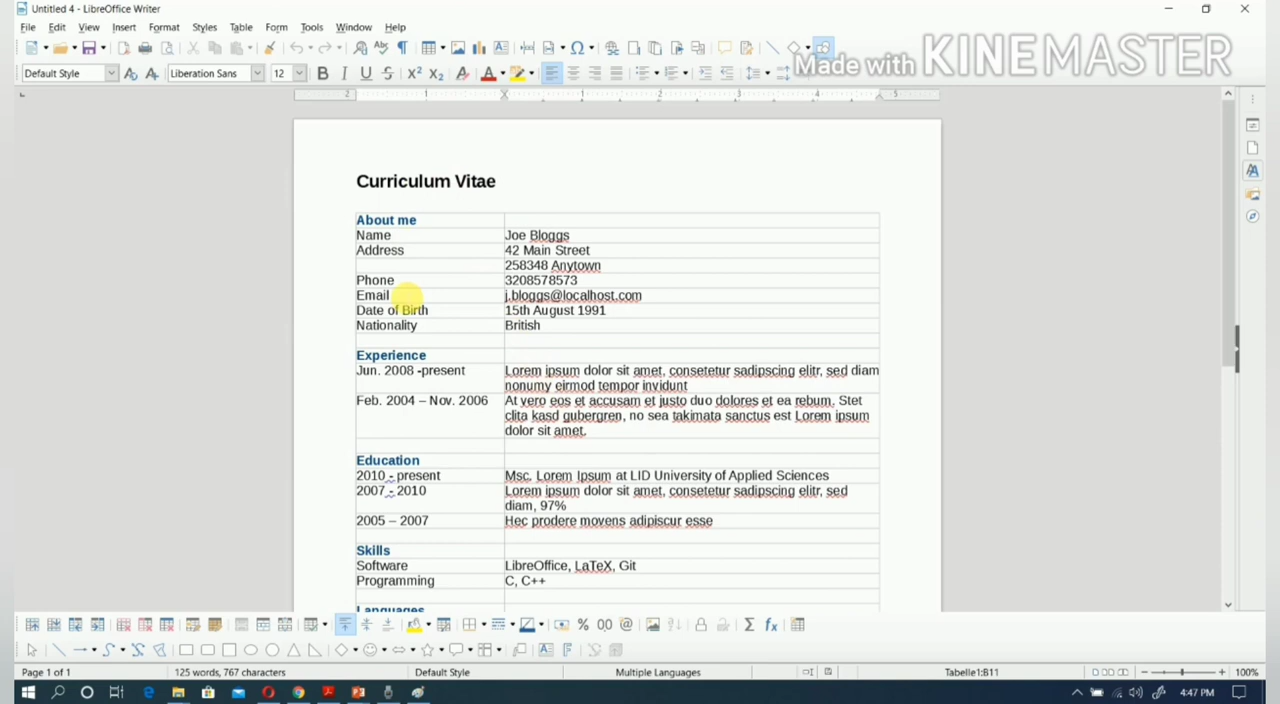 Untitled 4 - LibreOffice Writer
File Edit View Insert Format Styles Table Form Tools Window Help
Made with KINEMASTER
Default Style Liberation Sans 12
2 1 1 2 3 4 5
Curriculum Vitae
About me
Name Joe Bloggs
Address 42 Main Street
258348 Anytown
Phone 3208578573
Email j.bloggs@localhost.com
Date of Birth 15th August 1991
Nationality British
Experience
Jun. 2008 -present Lorem ipsum dolor sit amet, consetetur sadipscing elitr, sed diam
nonumy eirmod tempor invidunt
Feb. 2004 – Nov. 2006 At vero eos et accusam et justo duo dolores et ea rebum. Stet
clita kasd gubergren, no sea takimata sanctus est Lorem ipsum
dolor sit amet.
Education
2010 - present Msc. Lorem Ipsum at LID University of Applied Sciences
2007 - 2010 Lorem ipsum dolor sit amet, consetetur sadipscing elitr, sed
diam, 97%
2005 – 2007 Hec prodere movens adipiscur esse
Skills
Software LibreOffice, LaTeX, Git
Programming C, C++
Languages
Page 1 of 1 125 words, 767 characters Default Style Multiple Languages Tabelle1:B11 100%
4:47 PM